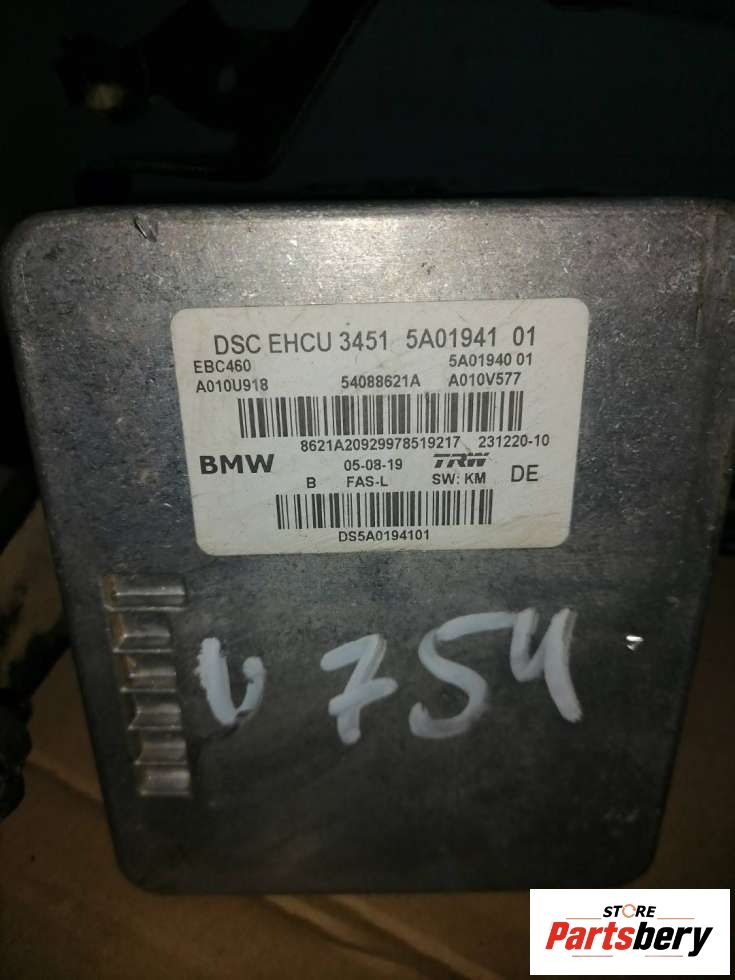 DSC EHCU 3451 5A01941 01
EBC460 5A01940 01
A010U918 54088621A A010V577
8621A20929978519217 231220-10
BMW 05-08-19 TRW DE
B FAS-L SW: KM
DS5A0194101
U 754
STORE
Partsbery